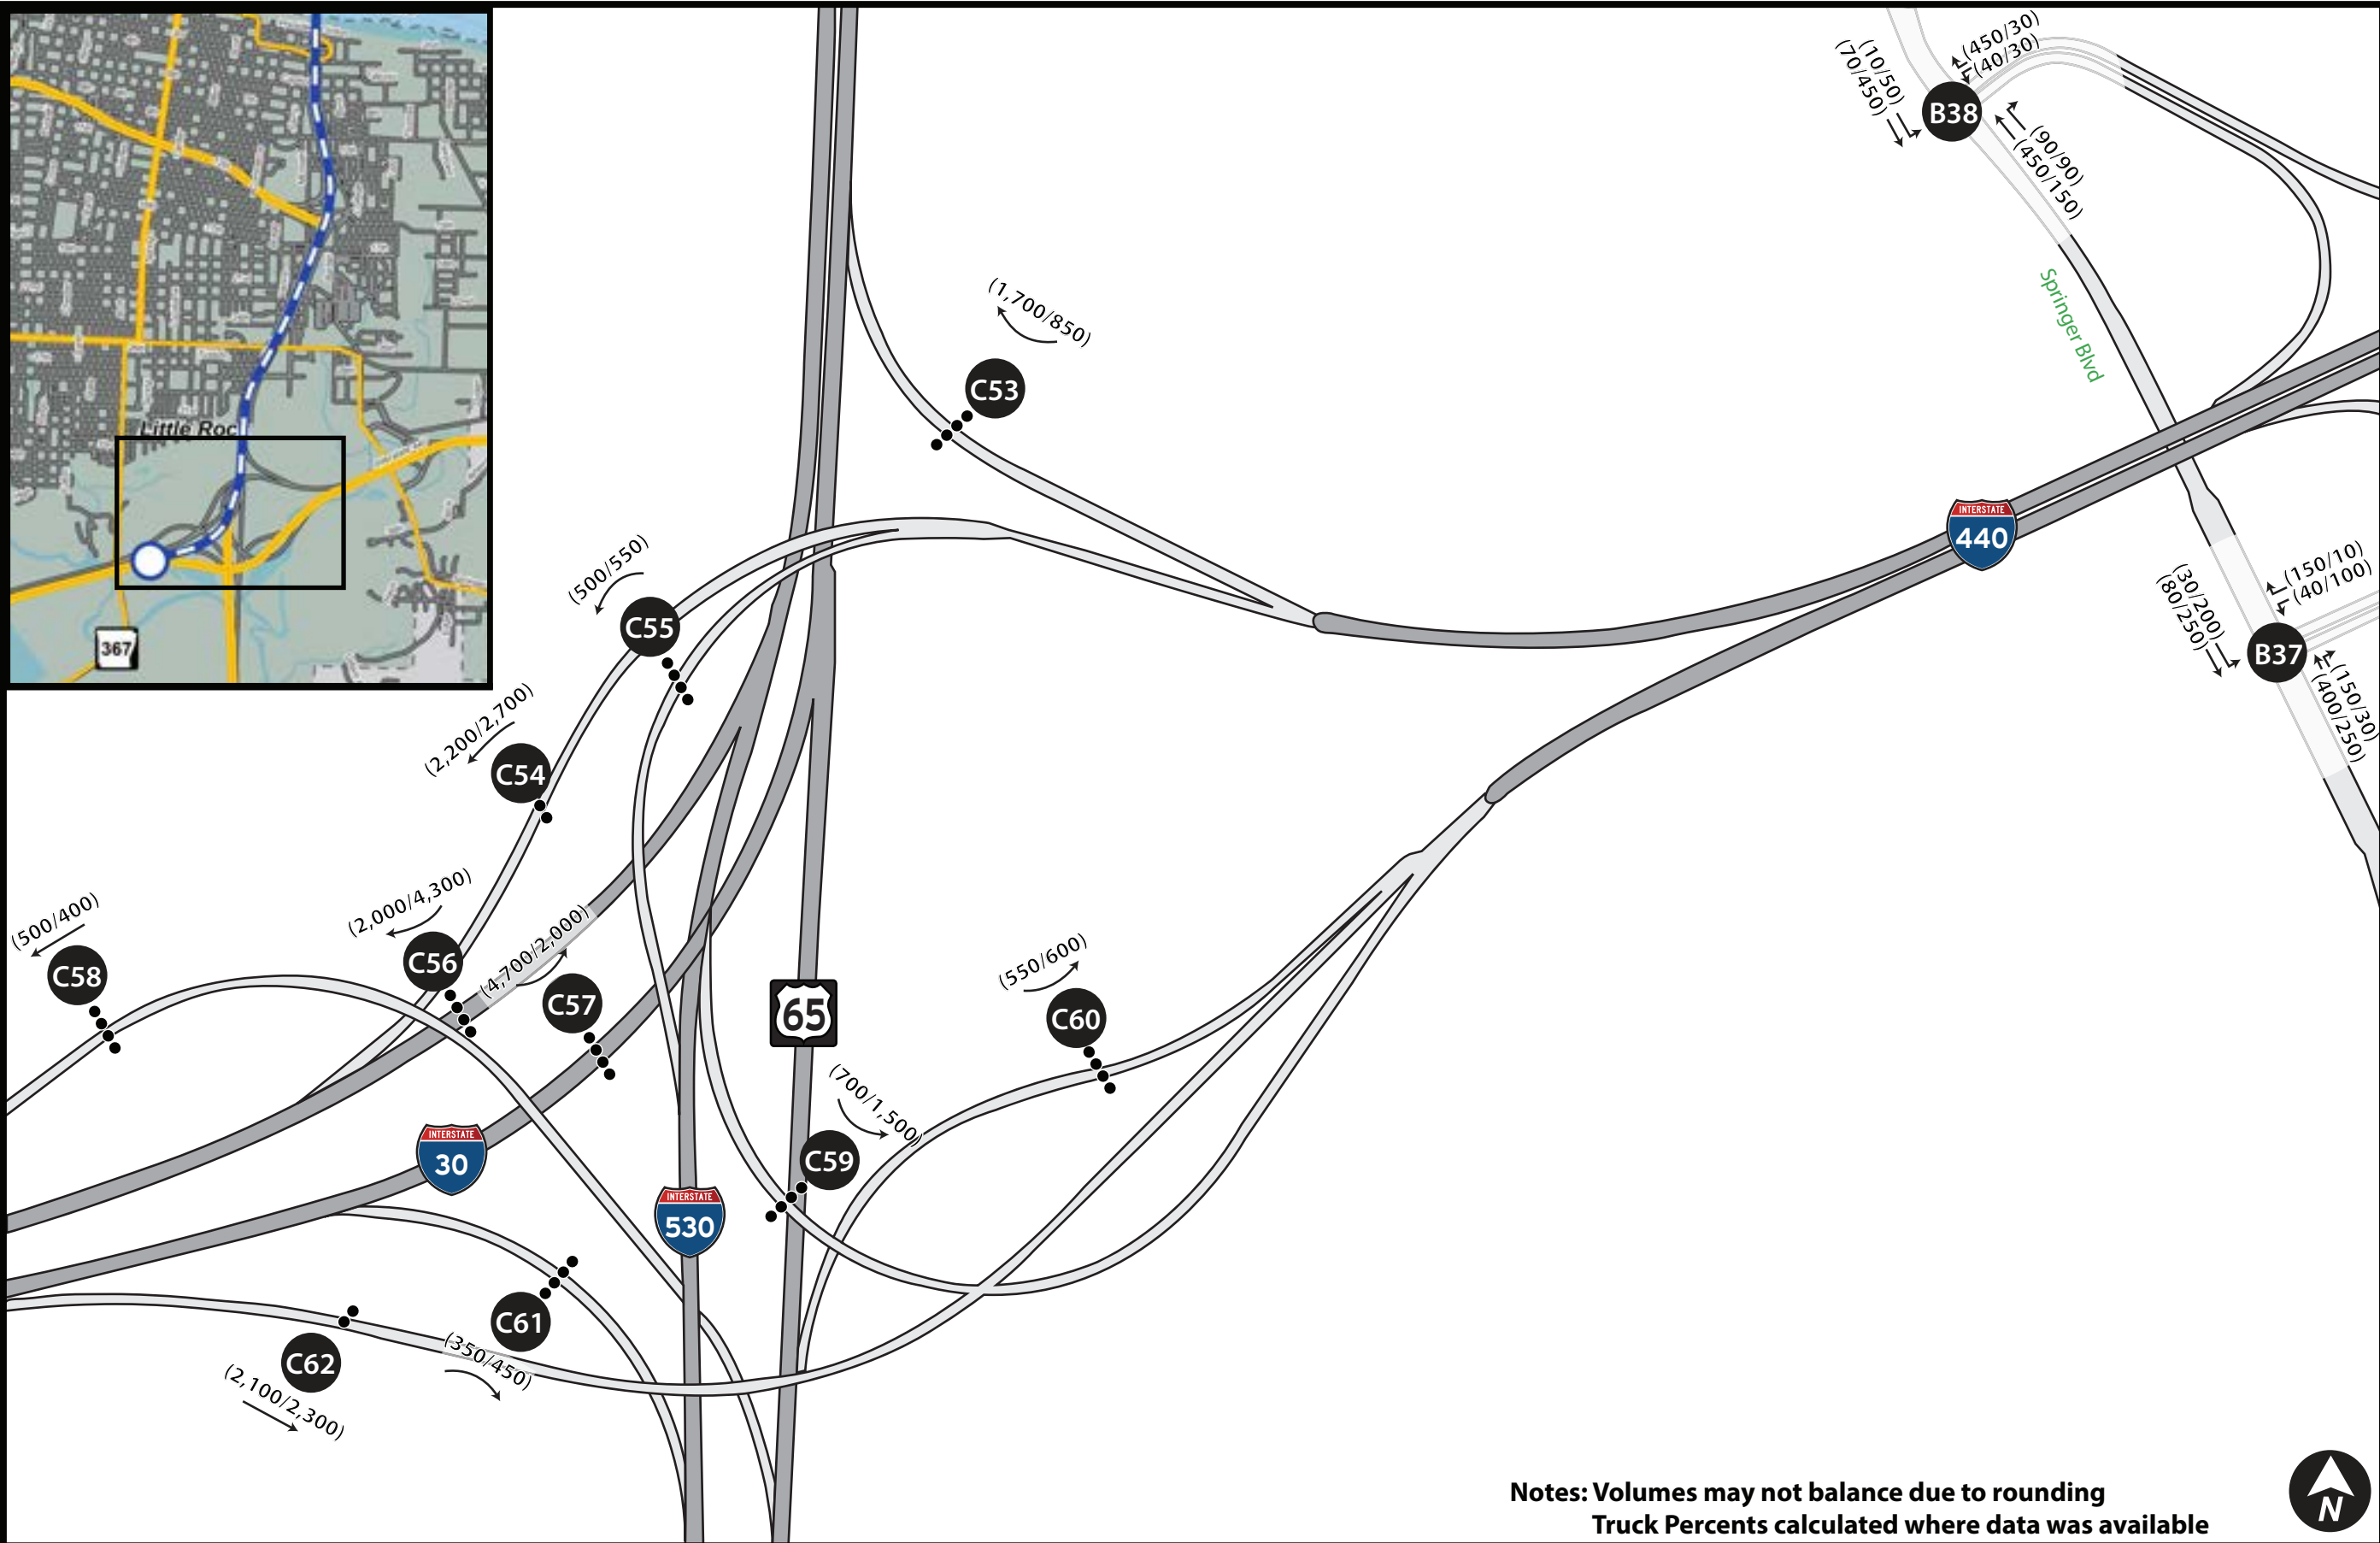 Little Roc
367
(450/30)
(40/30)
(10/50)
(70/450)
B38
(90/90)
(450/150)
Springer Blvd
(1,700/850)
C53
INTERSTATE
440
(150/10)
(40/100)
(30/200)
(80/250)
B37
(150/30)
(400/250)
(500/550)
C55
(2,200/2,700)
C54
(2,000/4,300)
C56
(4,700/2,000)
C57
(500/400)
C58
65
(550/600)
C60
(700/1,500)
C59
INTERSTATE
30
INTERSTATE
530
C61
(350/450)
C62
(2,100/2,300)
Notes: Volumes may not balance due to rounding
Truck Percents calculated where data was available
N